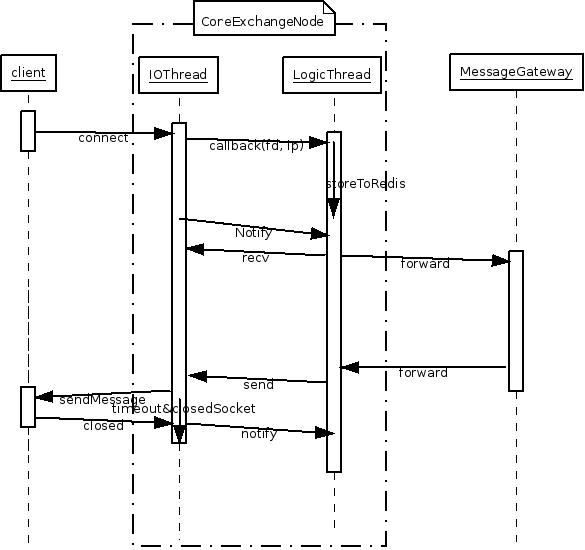 CoreExchangeNode
client
IOThread
LogicThread
MessageGateway
connect
callback(fd, ip)
storeToRedis
Notify
recv
forward
forward
send
sendMessage
timeout&closedSocket
closed
notify